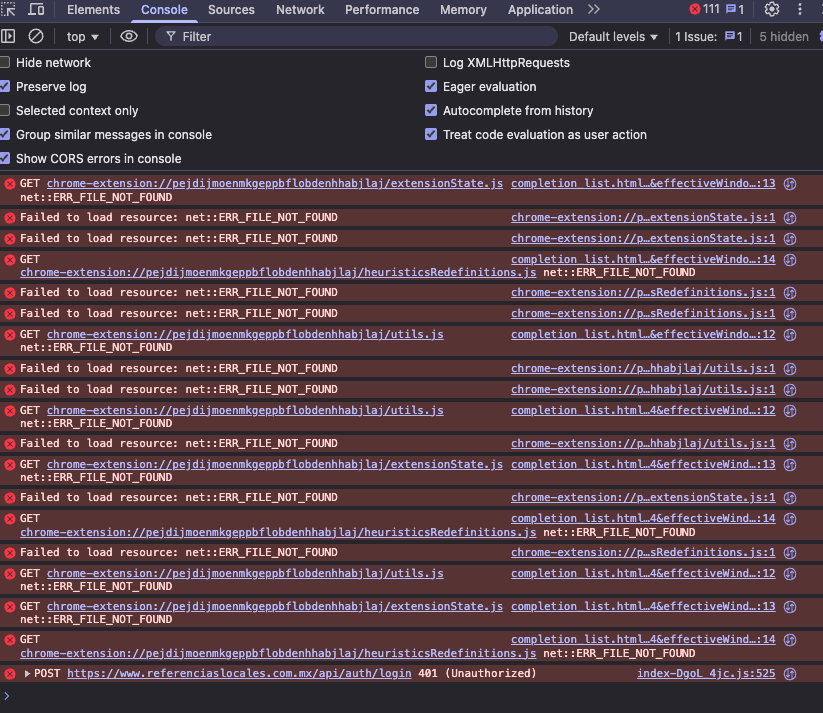 Elements Console Sources Network Performance Memory Application 111 1
top Filter Default levels 1 Issue: 1 5 hidden
Hide network Log XMLHttpRequests
Preserve log Eager evaluation
Selected context only Autocomplete from history
Group similar messages in console Treat code evaluation as user action
Show CORS errors in console
GET chrome-extension://pejdijmoenmkgeppbflobdenhhabjlaj/extensionState.js completion_list.html…&effectiveWindo…:13
net::ERR_FILE_NOT_FOUND
Failed to load resource: net::ERR_FILE_NOT_FOUND chrome-extension://p…extensionState.js:1
Failed to load resource: net::ERR_FILE_NOT_FOUND chrome-extension://p…extensionState.js:1
GET completion_list.html…&effectiveWindo…:14
chrome-extension://pejdijmoenmkgeppbflobdenhhabjlaj/heuristicsRedefinitions.js net::ERR_FILE_NOT_FOUND
Failed to load resource: net::ERR_FILE_NOT_FOUND chrome-extension://p…sRedefinitions.js:1
Failed to load resource: net::ERR_FILE_NOT_FOUND chrome-extension://p…sRedefinitions.js:1
GET chrome-extension://pejdijmoenmkgeppbflobdenhhabjlaj/utils.js completion_list.html…&effectiveWindo…:12
net::ERR_FILE_NOT_FOUND
Failed to load resource: net::ERR_FILE_NOT_FOUND chrome-extension://p…hhabjlaj/utils.js:1
Failed to load resource: net::ERR_FILE_NOT_FOUND chrome-extension://p…hhabjlaj/utils.js:1
GET chrome-extension://pejdijmoenmkgeppbflobdenhhabjlaj/utils.js completion_list.html…4&effectiveWind…:12
net::ERR_FILE_NOT_FOUND
Failed to load resource: net::ERR_FILE_NOT_FOUND chrome-extension://p…hhabjlaj/utils.js:1
GET chrome-extension://pejdijmoenmkgeppbflobdenhhabjlaj/extensionState.js completion_list.html…4&effectiveWind…:13
net::ERR_FILE_NOT_FOUND
Failed to load resource: net::ERR_FILE_NOT_FOUND chrome-extension://p…extensionState.js:1
GET completion_list.html…4&effectiveWind…:14
chrome-extension://pejdijmoenmkgeppbflobdenhhabjlaj/heuristicsRedefinitions.js net::ERR_FILE_NOT_FOUND
Failed to load resource: net::ERR_FILE_NOT_FOUND chrome-extension://p…sRedefinitions.js:1
GET chrome-extension://pejdijmoenmkgeppbflobdenhhabjlaj/utils.js completion_list.html…4&effectiveWind…:12
net::ERR_FILE_NOT_FOUND
GET chrome-extension://pejdijmoenmkgeppbflobdenhhabjlaj/extensionState.js completion_list.html…4&effectiveWind…:13
net::ERR_FILE_NOT_FOUND
GET completion_list.html…4&effectiveWind…:14
chrome-extension://pejdijmoenmkgeppbflobdenhhabjlaj/heuristicsRedefinitions.js net::ERR_FILE_NOT_FOUND
POST https://www.referenciaslocales.com.mx/api/auth/login 401 (Unauthorized) index-DgoL_4jc.js:525